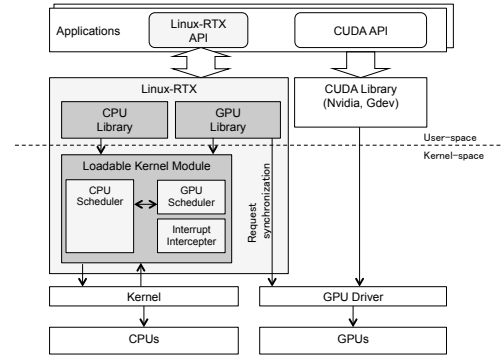 Applications
Linux-RTX
API
CUDA API
Linux-RTX
CPU
Library
GPU
Library
CUDA Library
(Nvidia, Gdev)
User-space
Kernel-space
Loadable Kernel Module
CPU
Scheduler
GPU
Scheduler
Interrupt
Intercepter
Request
synchronization
Kernel
GPU Driver
CPUs
GPUs